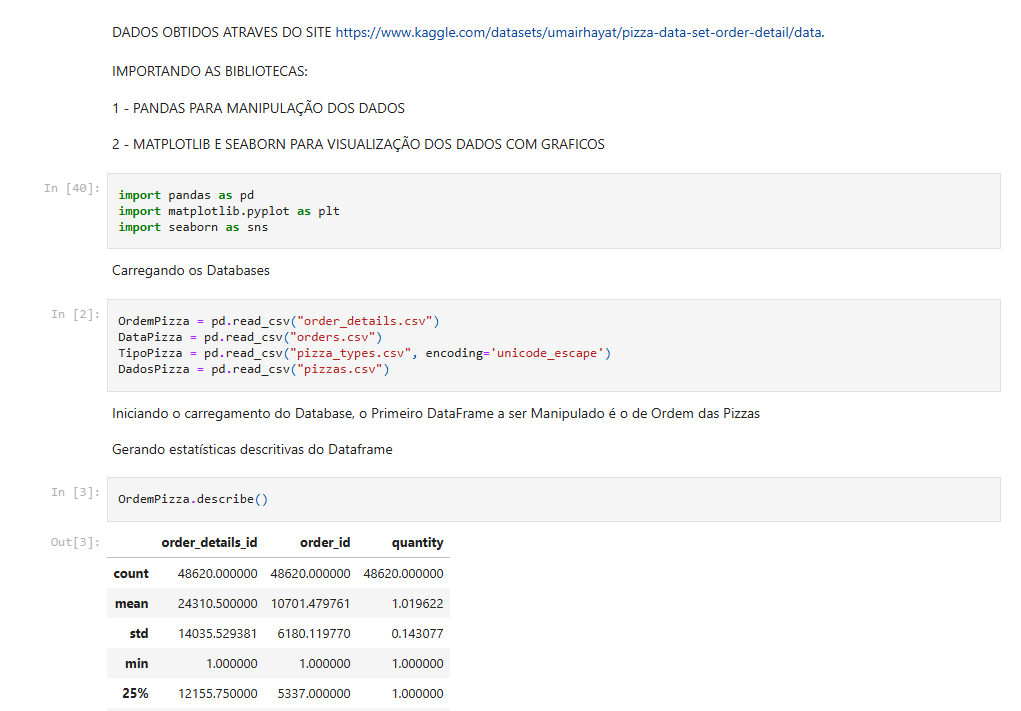 DADOS OBTIDOS ATRAVES DO SITE https://www.kaggle.com/datasets/umairhayat/pizza-data-set-order-detail/data.
IMPORTANDO AS BIBLIOTECAS:
1 - PANDAS PARA MANIPULAÇÃO DOS DADOS
2 - MATPLOTLIB E SEABORN PARA VISUALIZAÇÃO DOS DADOS COM GRAFICOS
In [40]:
import pandas as pd
import matplotlib.pyplot as plt
import seaborn as sns
Carregando os Databases
In [2]:
OrdemPizza = pd.read_csv("order_details.csv")
DataPizza = pd.read_csv("orders.csv")
TipoPizza = pd.read_csv("pizza_types.csv", encoding='unicode_escape')
DadosPizza = pd.read_csv("pizzas.csv")
Iniciando o carregamento do Database, o Primeiro DataFrame a ser Manipulado é o de Ordem das Pizzas
Gerando estatísticas descritivas do Dataframe
In [3]:
OrdemPizza.describe()
Out[3]:
order_details_id order_id quantity
count 48620.000000 48620.000000 48620.000000
mean 24310.500000 10701.479761 1.019622
std 14035.529381 6180.119770 0.143077
min 1.000000 1.000000 1.000000
25% 12155.750000 5337.000000 1.000000